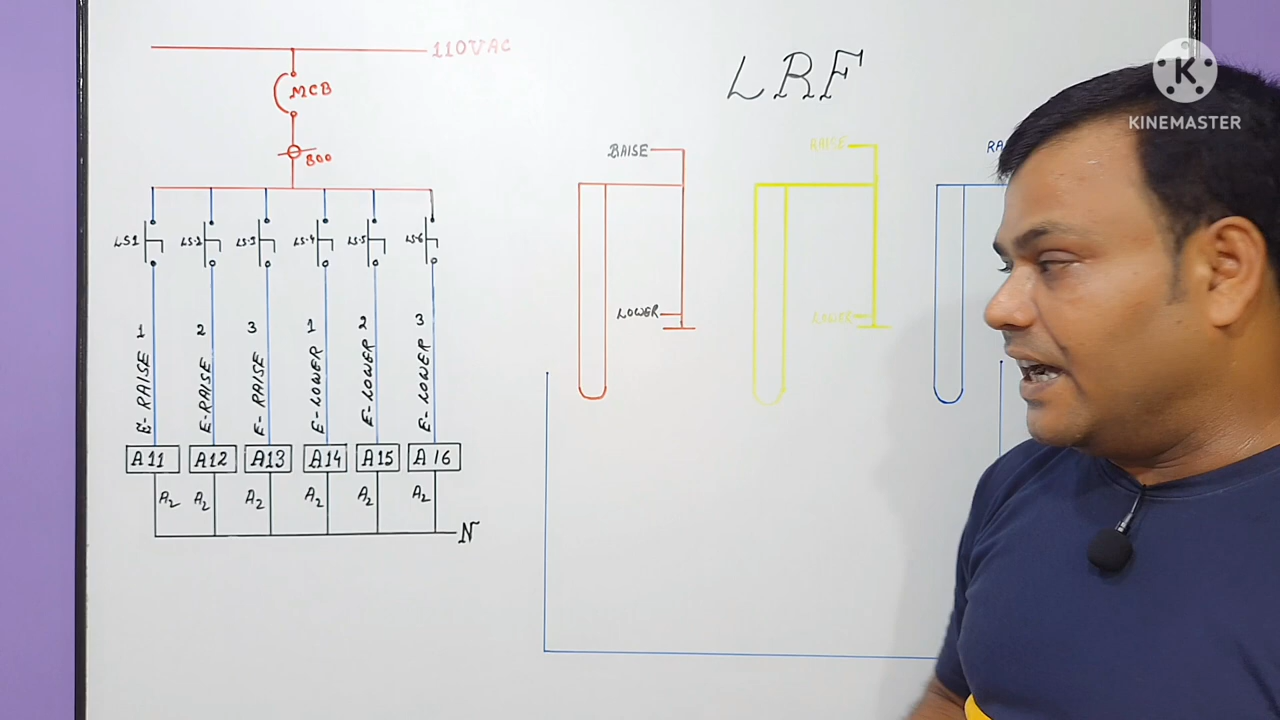 110VAC
MCB
800
LS1
LS-2
LS-3
LS-4
LS-5
LS-6
E-RAISE 1
E-RAISE 2
E-RAISE 3
E-LOWER 1
E-LOWER 2
E-LOWER 3
A11
A12
A13
A14
A15
A16
A2
A2
A2
A2
A2
A2
N
LRF
RAISE
RAISE
RA
LOWER
LOWER
K
KINEMASTER